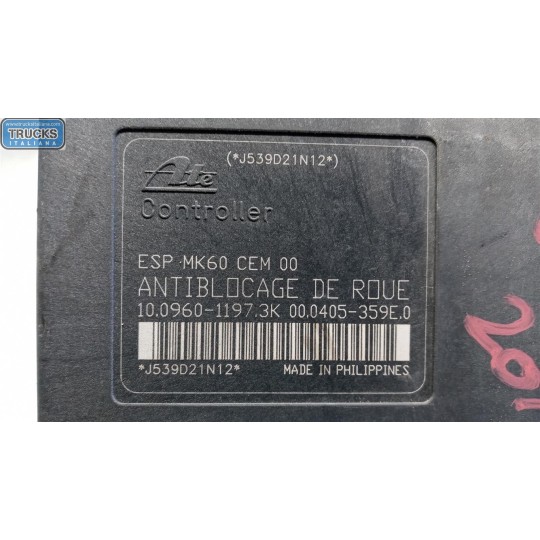 TRUCKS
ITALIANA
(*J539D21N12*)
Ate
Controller
ESP MK60 CEM 00
ANTIBLOCAGE DE ROUE
10.0960-1197.3K 00.0405-359E.0
*J539D21N12*
MADE IN PHILIPPINES